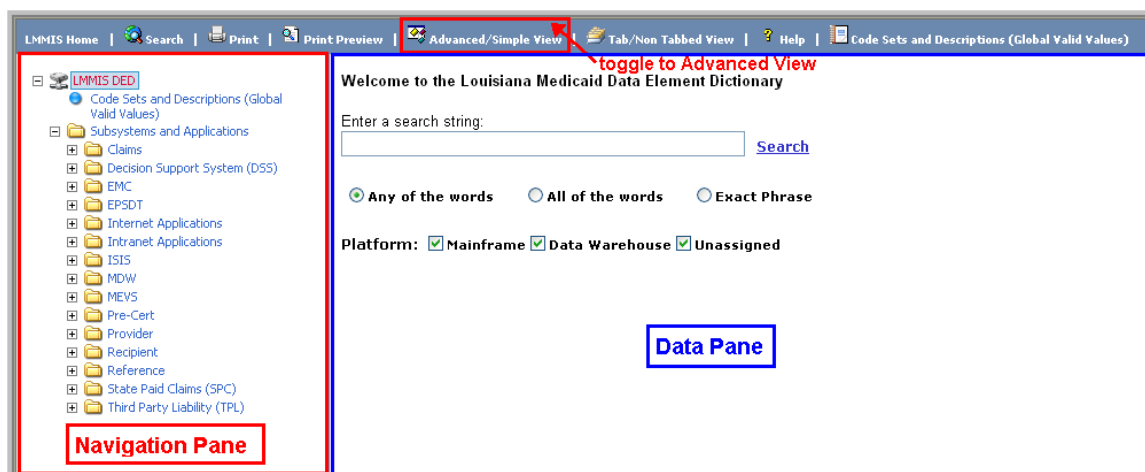 LMMIS Home | Search | Print | Print Preview | Advanced/Simple View | Tab/Non Tabbed View | Help | Code Sets and Descriptions (Global Valid Values)
toggle to Advanced View
LMMIS DED
Code Sets and Descriptions (Global
Valid Values)
Subsystems and Applications
Claims
Decision Support System (DSS)
EMC
EPSDT
Internet Applications
Intranet Applications
ISIS
MDW
MEVS
Pre-Cert
Provider
Recipient
Reference
State Paid Claims (SPC)
Third Party Liability (TPL)
Navigation Pane
Welcome to the Louisiana Medicaid Data Element Dictionary
Enter a search string:
Search
Any of the words All of the words Exact Phrase
Platform: Mainframe Data Warehouse Unassigned
Data Pane